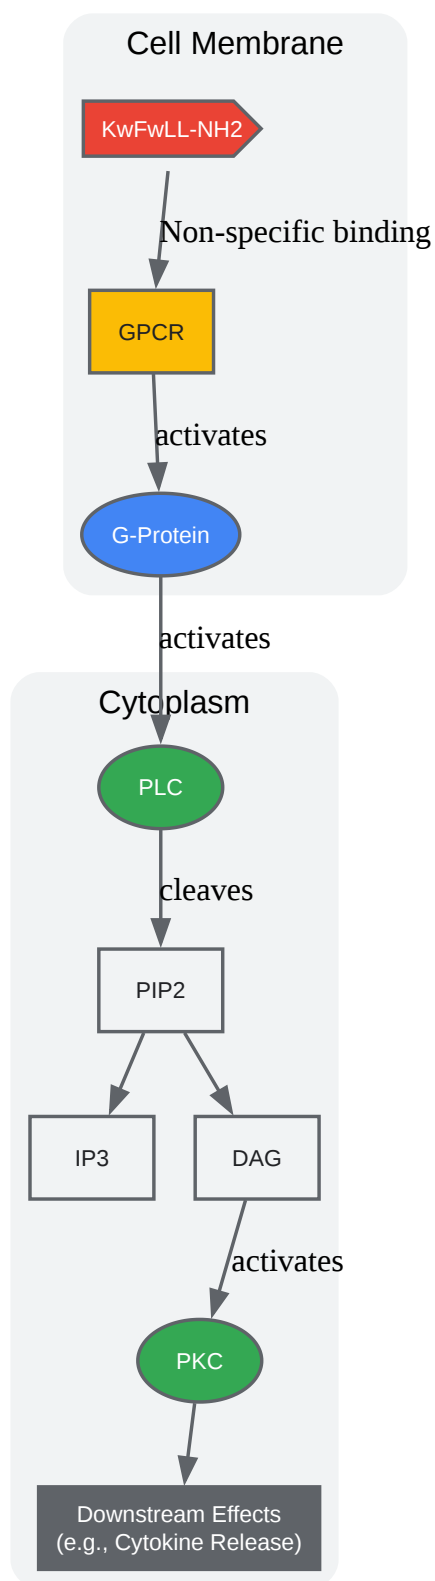 Cell Membrane
KwFwLL-NH2
Non-specific binding
GPCR
activates
G-Protein
activates
Cytoplasm
PLC
cleaves
PIP2
IP3
DAG
activates
PKC
Downstream Effects
(e.g., Cytokine Release)